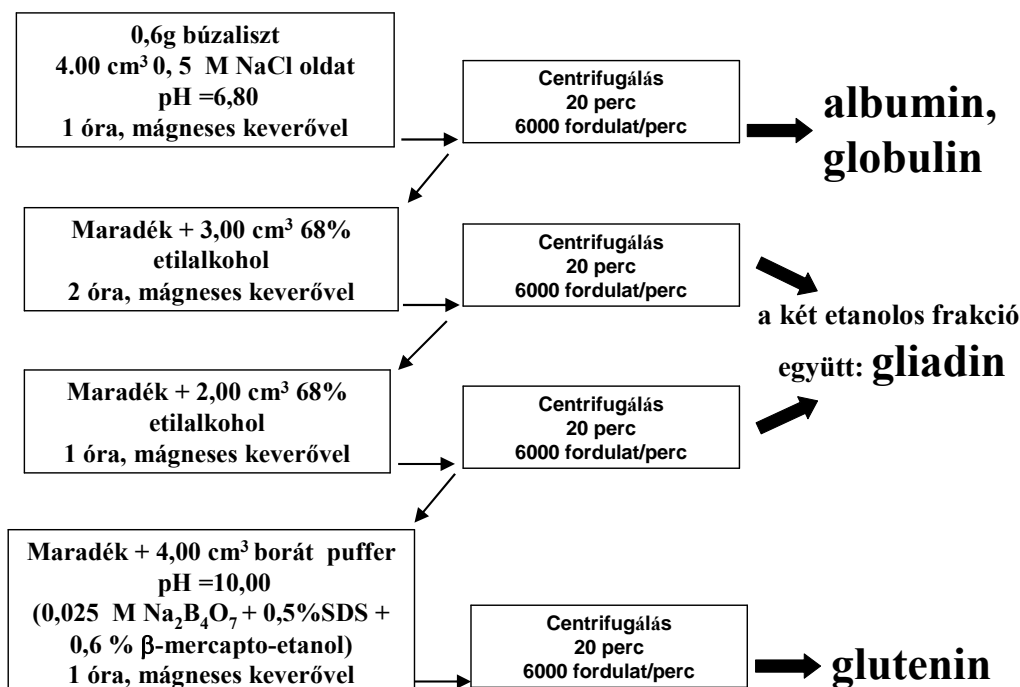 0,6g búzaliszt
4.00 cm³ 0, 5 M NaCl oldat
pH =6,80
1 óra, mágneses keverővel
Centrifugálás
20 perc
6000 fordulat/perc
albumin,
globulin
Maradék + 3,00 cm³ 68%
etilalkohol
2 óra, mágneses keverővel
Centrifugálás
20 perc
6000 fordulat/perc
a két etanolos frakció
együtt: gliadin
Maradék + 2,00 cm³ 68%
etilalkohol
1 óra, mágneses keverővel
Centrifugálás
20 perc
6000 fordulat/perc
Maradék + 4,00 cm³ borát puffer
pH =10,00
(0,025 M Na₂B₄O₇ + 0,5%SDS +
0,6 % β-mercapto-etanol)
1 óra, mágneses keverővel
Centrifugálás
20 perc
6000 fordulat/perc
glutenin